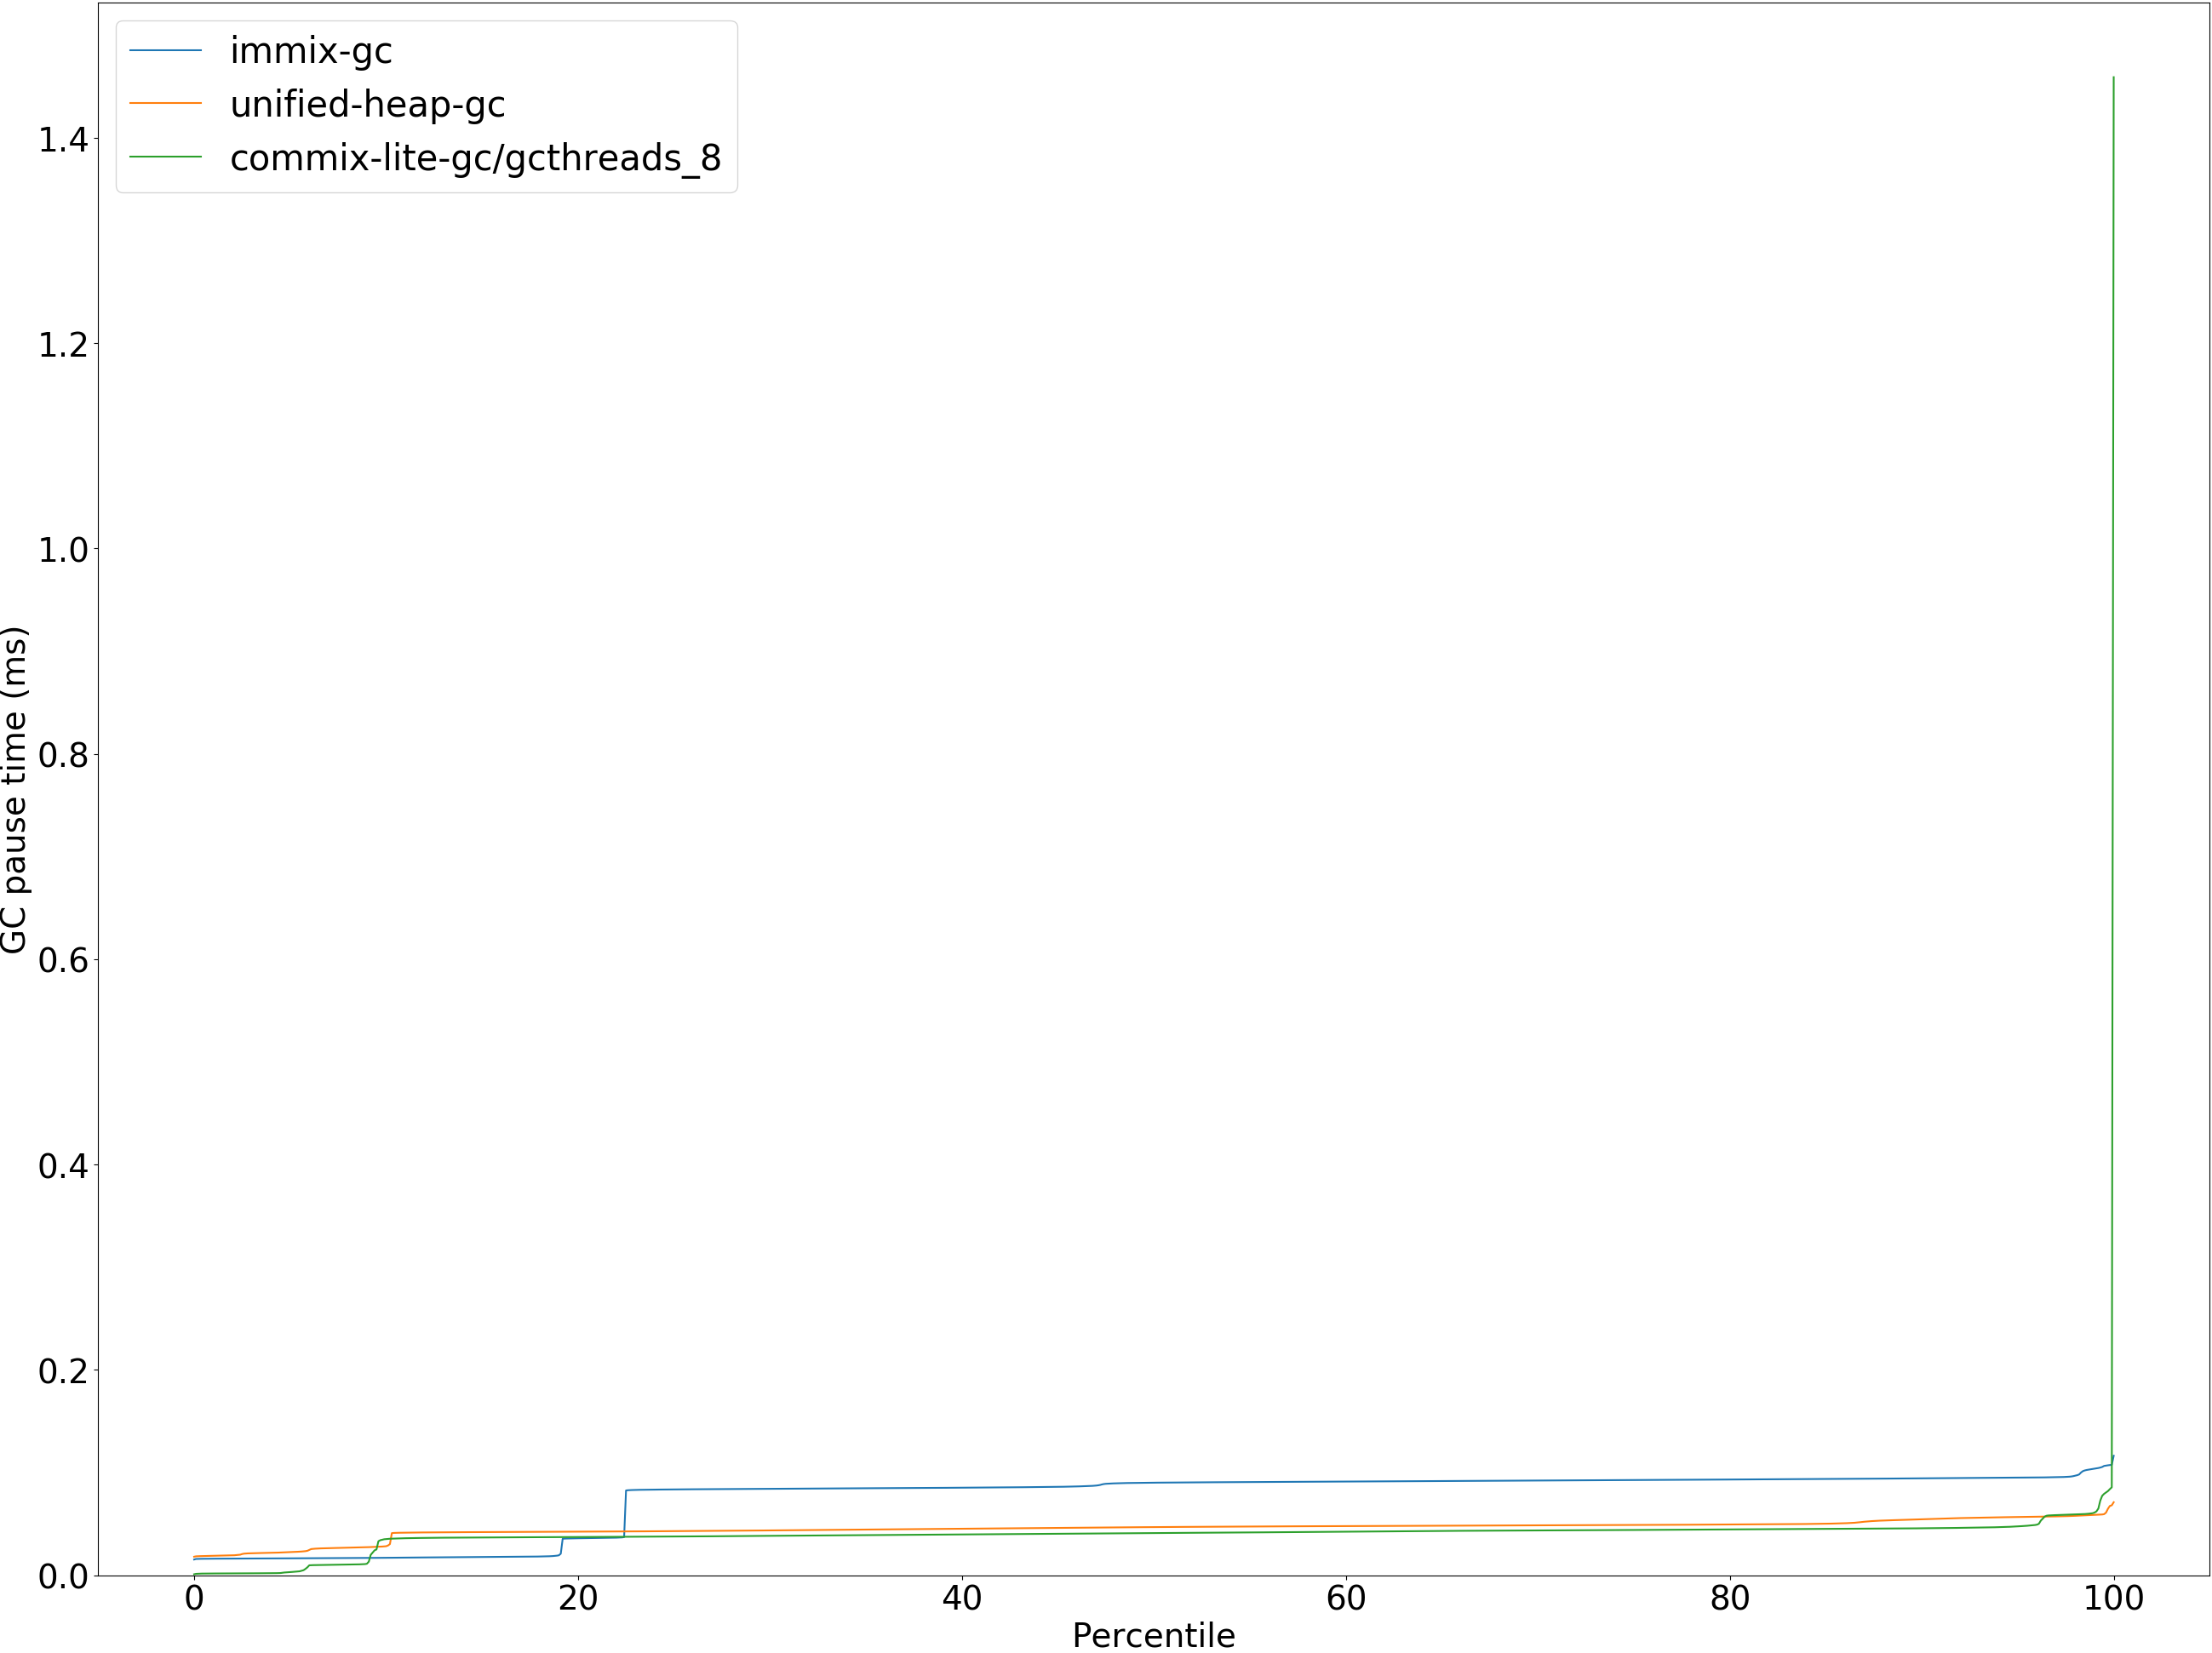 immix-gc
unified-heap-gc
commix-lite-gc/gcthreads_8
GC pause time (ms)
1.4
1.2
1.0
0.8
0.6
0.4
0.2
0.0
0 20 40 60 80 100
Percentile